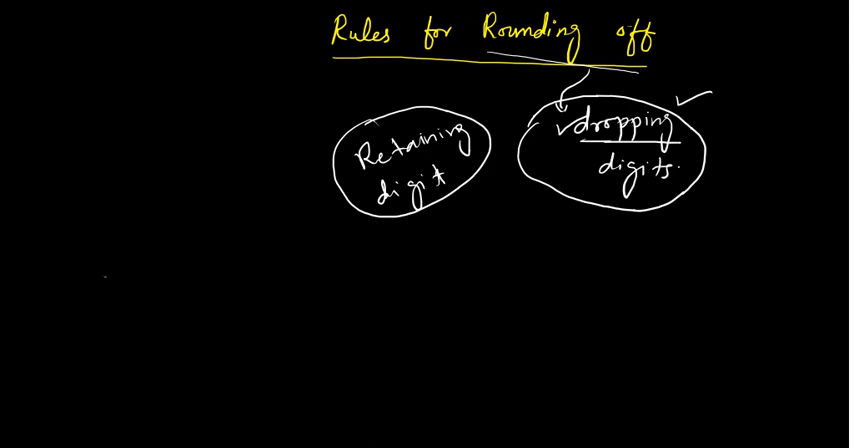 Rules for Rounding off
Retaining
digit
dropping
digits.